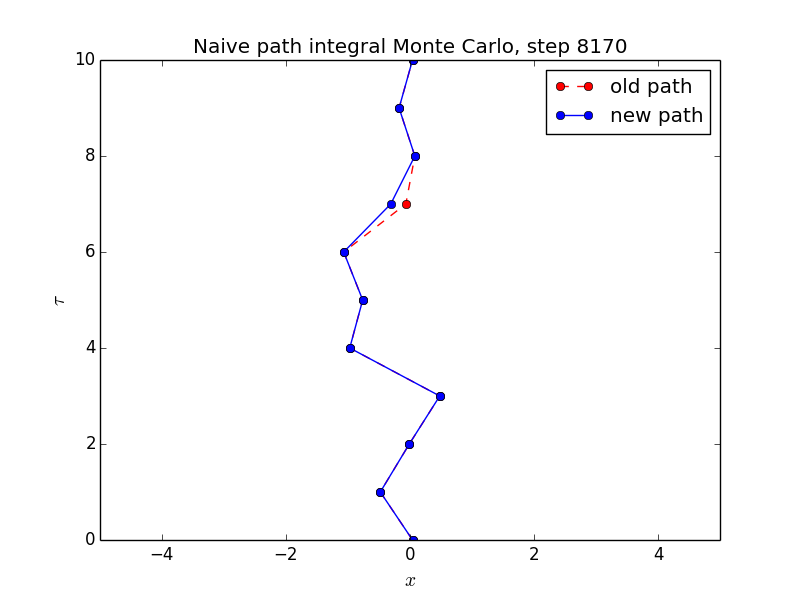 Naive path integral Monte Carlo, step 8170
old path
new path
10
8
6
4
2
0
τ
−4 −2 0 2 4
x